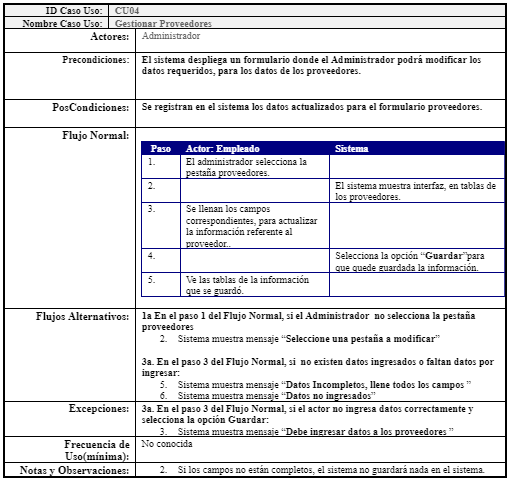 ID Caso Uso: CU04
Nombre Caso Uso: Gestionar Proveedores
Actores: Administrador
Precondiciones: El sistema despliega un formulario donde el Administrador podrá modificar los
datos requeridos, para los datos de los proveedores.
PosCondiciones: Se registran en el sistema los datos actualizados para el formulario proveedores.
Flujo Normal:
Paso Actor: Empleado Sistema
1. El administrador selecciona la
pestaña proveedores.
2. El sistema muestra interfaz, en tablas de
los proveedores.
3. Se llenan los campos
correspondientes, para actualizar
la información referente al
proveedor..
4. Selecciona la opción “Guardar”para
que quede guardada la información.
5. Ve las tablas de la información
que se guardó.
Flujos Alternativos: 1a En el paso 1 del Flujo Normal, si el Administrador no selecciona la pestaña
proveedores
2. Sistema muestra mensaje “Seleccione una pestaña a modificar”
3a. En el paso 3 del Flujo Normal, si no existen datos ingresados o faltan datos por
ingresar:
5. Sistema muestra mensaje “Datos Incompletos, llene todos los campos ”
6. Sistema muestra mensaje “Datos no ingresados”
Excepciones: 3a. En el paso 3 del Flujo Normal, si el actor no ingresa datos correctamente y
selecciona la opción Guardar:
3. Sistema muestra mensaje “Debe ingresar datos a los proveedores ”
Frecuencia de No conocida
Uso(mínima):
Notas y Observaciones: 2. Si los campos no están completos, el sistema no guardará nada en el sistema.